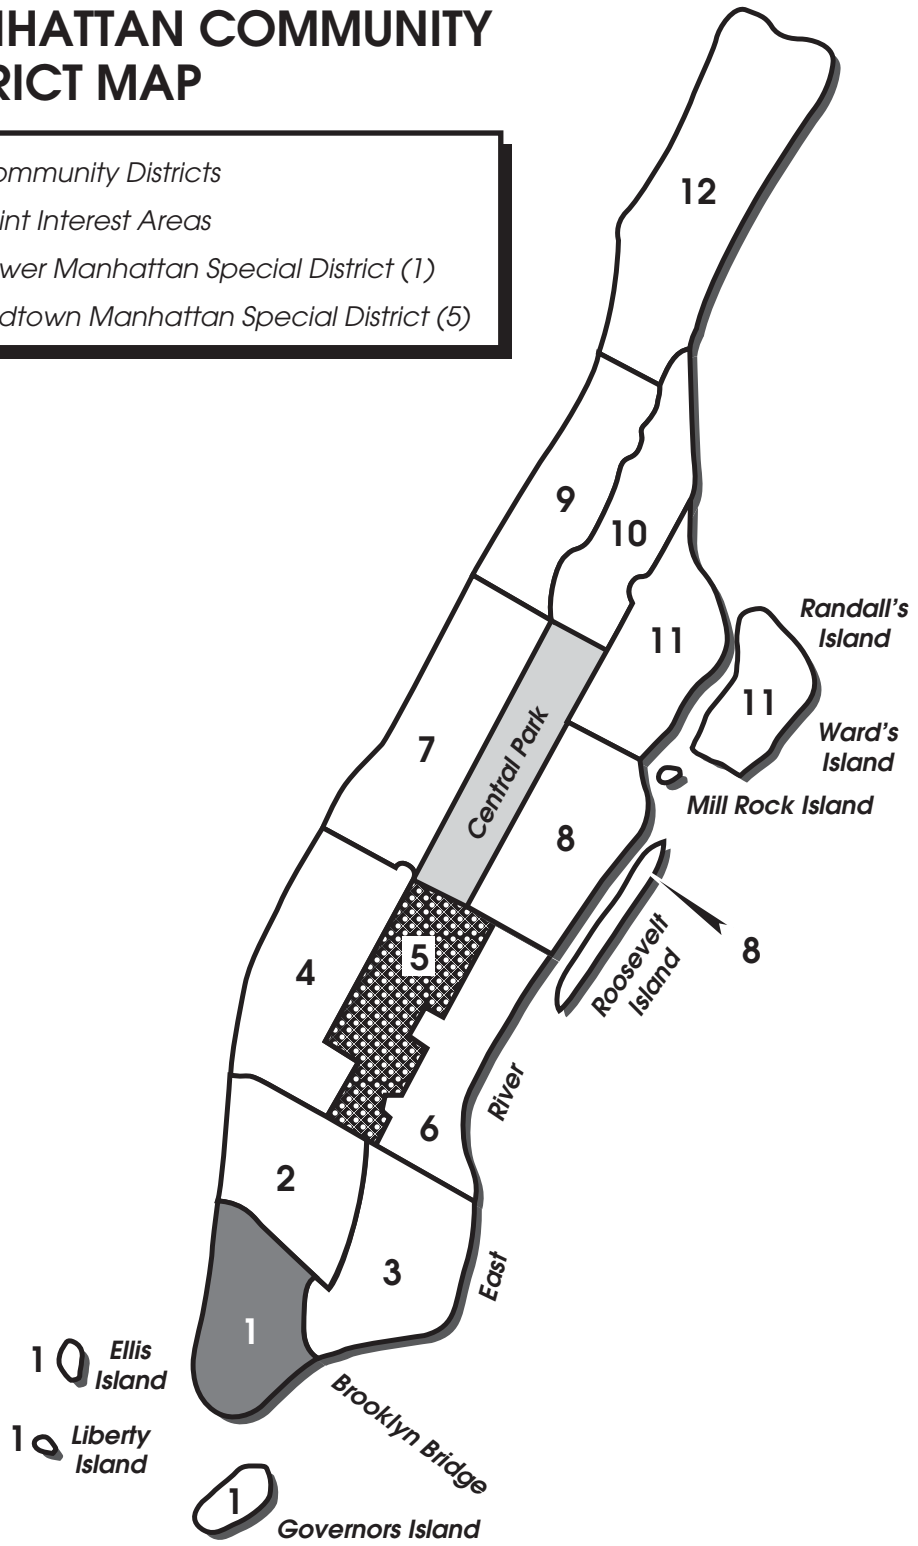 NHATTAN COMMUNITY
RICT MAP
ommunity Districts
int Interest Areas
wer Manhattan Special District (1)
dtown Manhattan Special District (5)
12
9
10
11
Randall's
Island
11
Ward's
Island
7
Central Park
Mill Rock Island
8
5
4
Roosevelt
Island
8
River
6
2
3
East
1
1
Ellis
Island
Brooklyn Bridge
1
Liberty
Island
1
Governors Island